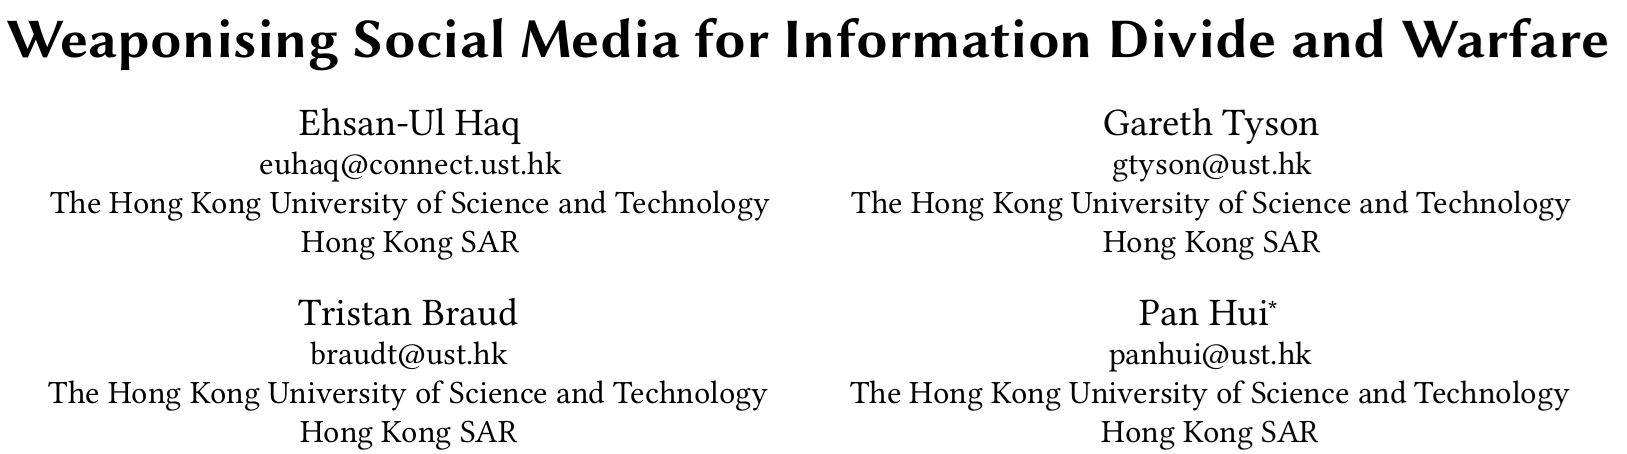 Weaponising Social Media for Information Divide and Warfare
Ehsan-Ul Haq
euhaq@connect.ust.hk
The Hong Kong University of Science and Technology
Hong Kong SAR
Gareth Tyson
gtyson@ust.hk
The Hong Kong University of Science and Technology
Hong Kong SAR
Tristan Braud
braudt@ust.hk
The Hong Kong University of Science and Technology
Hong Kong SAR
Pan Hui*
panhui@ust.hk
The Hong Kong University of Science and Technology
Hong Kong SAR